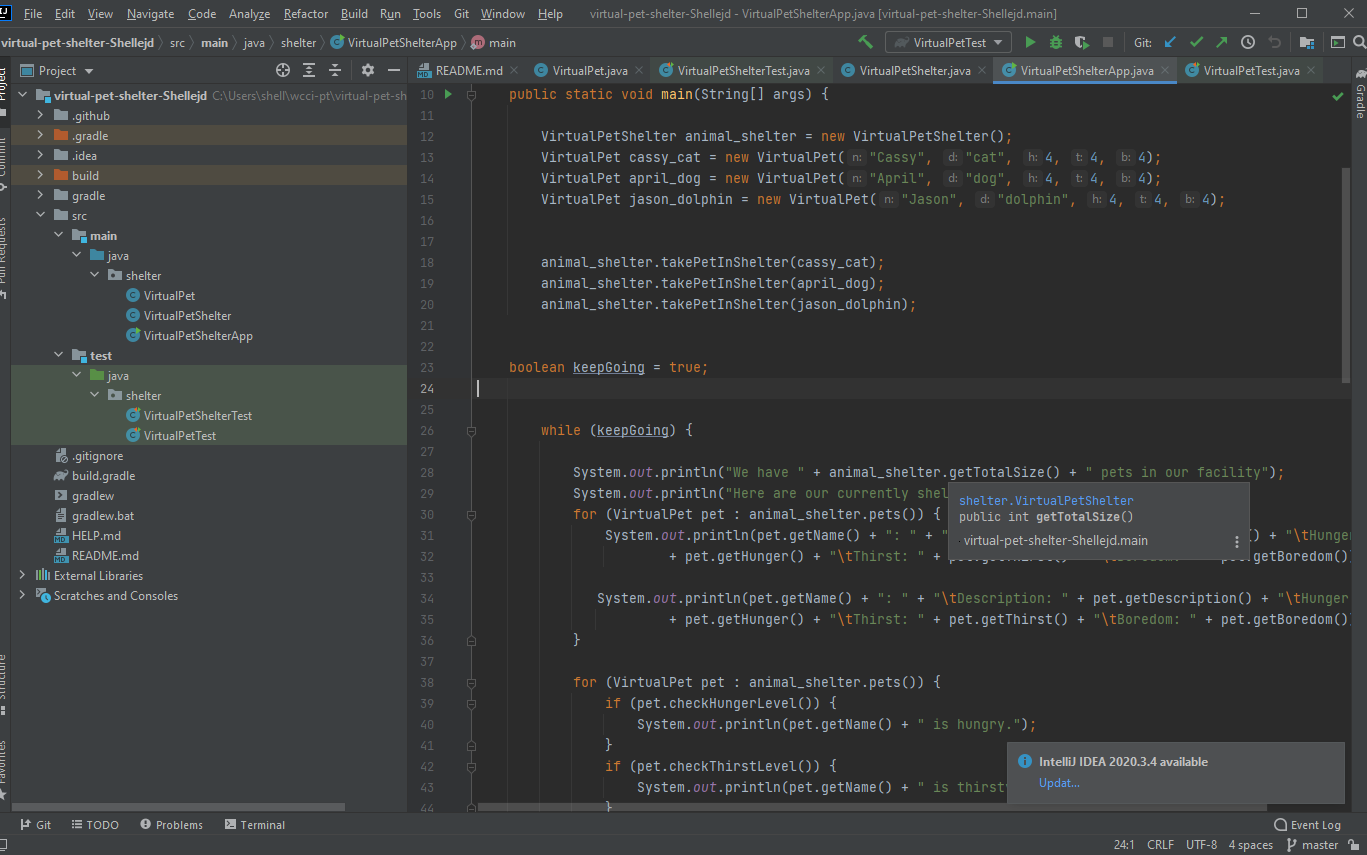 File Edit View Navigate Code Analyze Refactor Build Run Tools Git Window Help virtual-pet-shelter-Shellejd - VirtualPetShelterApp.java [virtual-pet-shelter-Shellejd.main]
virtual-pet-shelter-Shellejd src main java shelter VirtualPetShelterApp main VirtualPetTest Git:
Project README.md VirtualPet.java VirtualPetShelterTest.java VirtualPetShelter.java VirtualPetShelterApp.java VirtualPetTest.java
Project
Commit
Pull Requests
Structure
Favorites
Gradle
virtual-pet-shelter-Shellejd C:\Users\shell\wcci-pt\virtual-pet-sh
.github
.gradle
.idea
build
gradle
src
main
java
shelter
VirtualPet
VirtualPetShelter
VirtualPetShelterApp
test
java
shelter
VirtualPetShelterTest
VirtualPetTest
.gitignore
build.gradle
gradlew
gradlew.bat
HELP.md
README.md
External Libraries
Scratches and Consoles
10 public static void main(String[] args) {
11
12 VirtualPetShelter animal_shelter = new VirtualPetShelter();
13 VirtualPet cassy_cat = new VirtualPet( n: "Cassy", d: "cat", h: 4, t: 4, b: 4);
14 VirtualPet april_dog = new VirtualPet( n: "April", d: "dog", h: 4, t: 4, b: 4);
15 VirtualPet jason_dolphin = new VirtualPet( n: "Jason", d: "dolphin", h: 4, t: 4, b: 4);
16
17
18 animal_shelter.takePetInShelter(cassy_cat);
19 animal_shelter.takePetInShelter(april_dog);
20 animal_shelter.takePetInShelter(jason_dolphin);
21
22
23 boolean keepGoing = true;
24
25
26 while (keepGoing) {
27
28 System.out.println("We have " + animal_shelter.getTotalSize() + " pets in our facility");
29 System.out.println("Here are our currently shel
30 for (VirtualPet pet : animal_shelter.pets()) {
31 System.out.println(pet.getName() + ": " + " () + "\tHunger
32 + pet.getHunger() + "\tThirst: " + pet.getThirst() + "\tBoredom: " + pet.getBoredom()
33
34 System.out.println(pet.getName() + ": " + "\tDescription: " + pet.getDescription() + "\tHunger
35 + pet.getHunger() + "\tThirst: " + pet.getThirst() + "\tBoredom: " + pet.getBoredom()
36 }
37
38 for (VirtualPet pet : animal_shelter.pets()) {
39 if (pet.checkHungerLevel()) {
40 System.out.println(pet.getName() + " is hungry.");
41 }
42 if (pet.checkThirstLevel()) {
43 System.out.println(pet.getName() + " is thirst
44 }
shelter.VirtualPetShelter
public int getTotalSize()
virtual-pet-shelter-Shellejd.main
IntelliJ IDEA 2020.3.4 available
Updat...
Git TODO Problems Terminal Event Log
24:1 CRLF UTF-8 4 spaces master